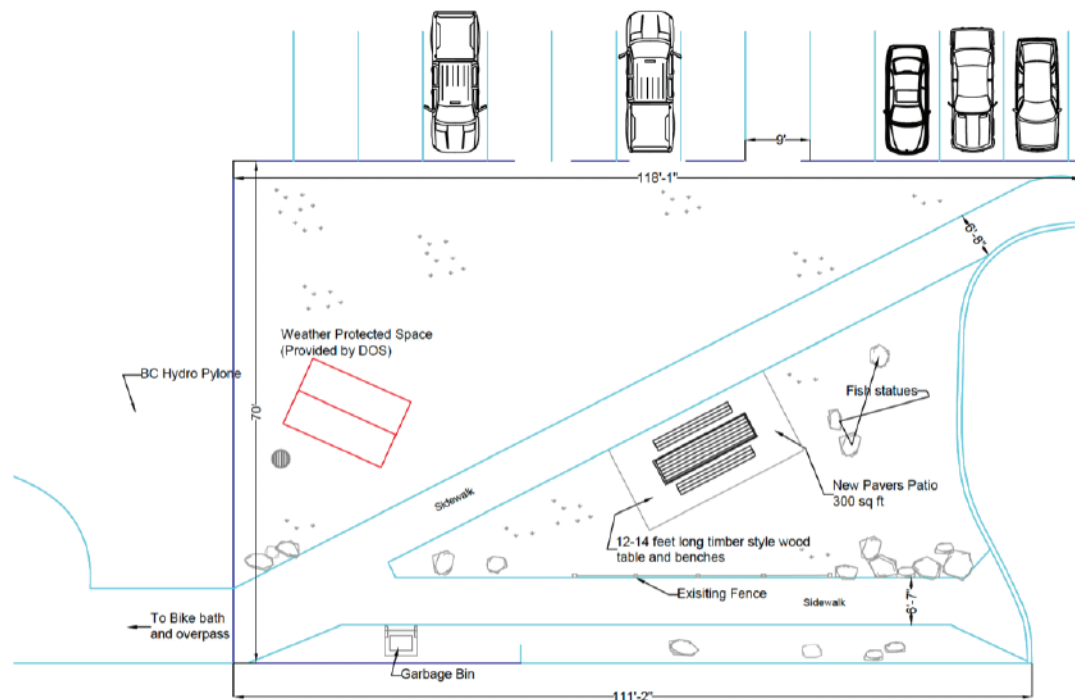 9'
118'-1"
6'-8"
Weather Protected Space
(Provided by DOS)
BC Hydro Pylone
70'
Fish statues
Sidewalk
New Pavers Patio
300 sq ft
12-14 feet long timber style wood
table and benches
Exisiting Fence
Sidewalk
6'-7"
To Bike bath
and overpass
Garbage Bin
111'-2"